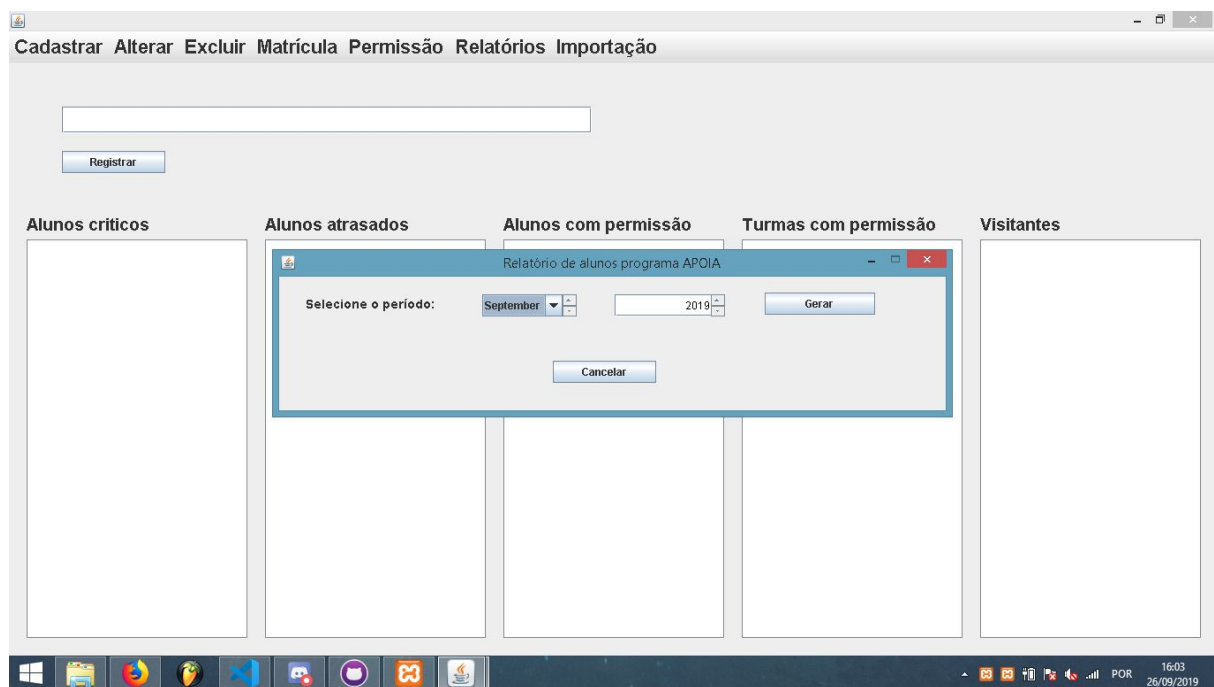 Cadastrar Alterar Excluir Matrícula Permissão Relatórios Importação
Registrar
Alunos criticos Alunos atrasados Alunos com permissão Turmas com permissão Visitantes
Relatório de alunos programa APOIA
Selecione o período: September 2019 Gerar
Cancelar
POR 16:03
26/09/2019